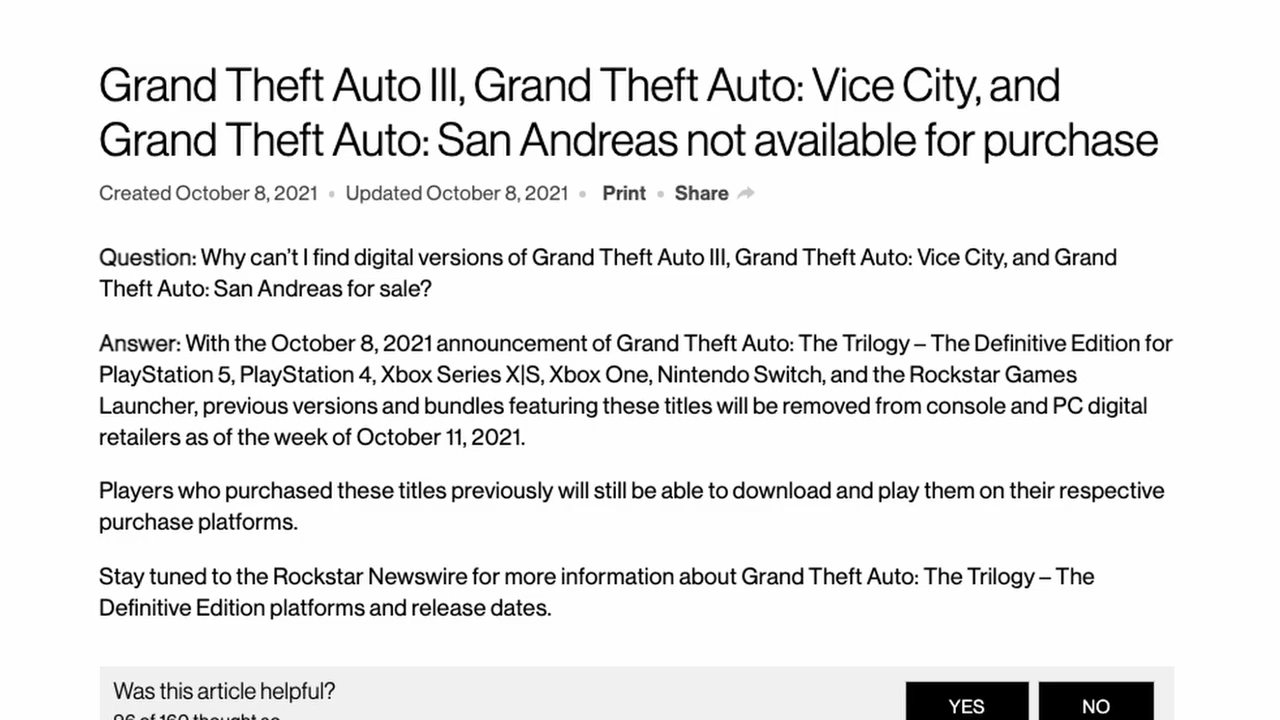 Grand Theft Auto III, Grand Theft Auto: Vice City, and
Grand Theft Auto: San Andreas not available for purchase
Created October 8, 2021 • Updated October 8, 2021 • Print • Share
Question: Why can't I find digital versions of Grand Theft Auto III, Grand Theft Auto: Vice City, and Grand
Theft Auto: San Andreas for sale?
Answer: With the October 8, 2021 announcement of Grand Theft Auto: The Trilogy – The Definitive Edition for
PlayStation 5, PlayStation 4, Xbox Series X|S, Xbox One, Nintendo Switch, and the Rockstar Games
Launcher, previous versions and bundles featuring these titles will be removed from console and PC digital
retailers as of the week of October 11, 2021.
Players who purchased these titles previously will still be able to download and play them on their respective
purchase platforms.
Stay tuned to the Rockstar Newswire for more information about Grand Theft Auto: The Trilogy – The
Definitive Edition platforms and release dates.
Was this article helpful?
YES NO